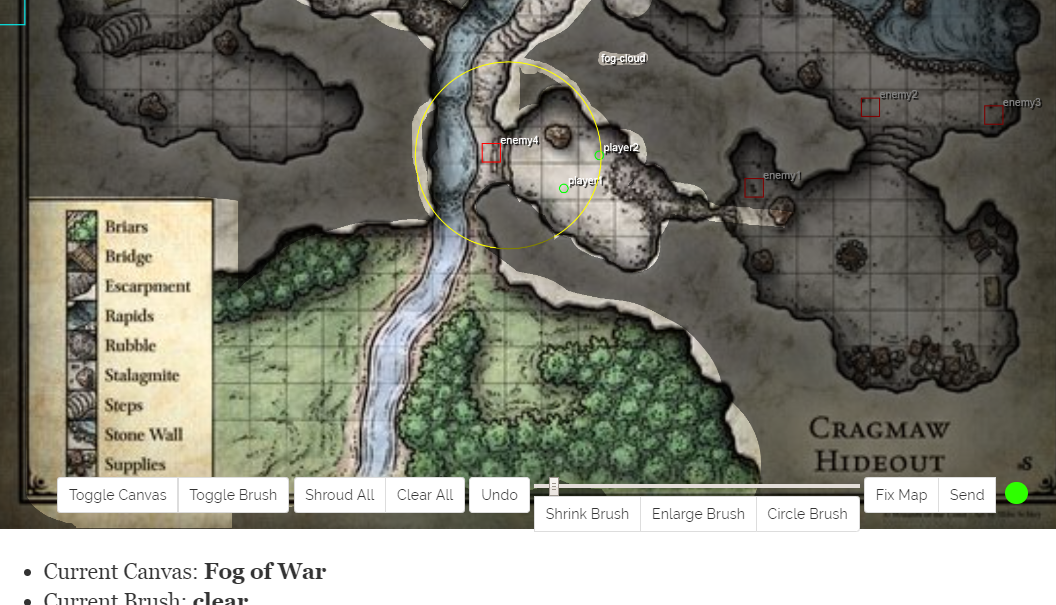 fog-cloud
enemy2
enemy3
enemy4
player2
player1
enemy1
Briars
Bridge
Escarpment
Rapids
Rubble
Stalagmite
Steps
Stone Wall
Supplies
CRAGMAW
HIDEOUT
S
Toggle Canvas
Toggle Brush
Shroud All
Clear All
Undo
Shrink Brush
Enlarge Brush
Circle Brush
Fix Map
Send
Current Canvas: Fog of War
Current Brush: clear